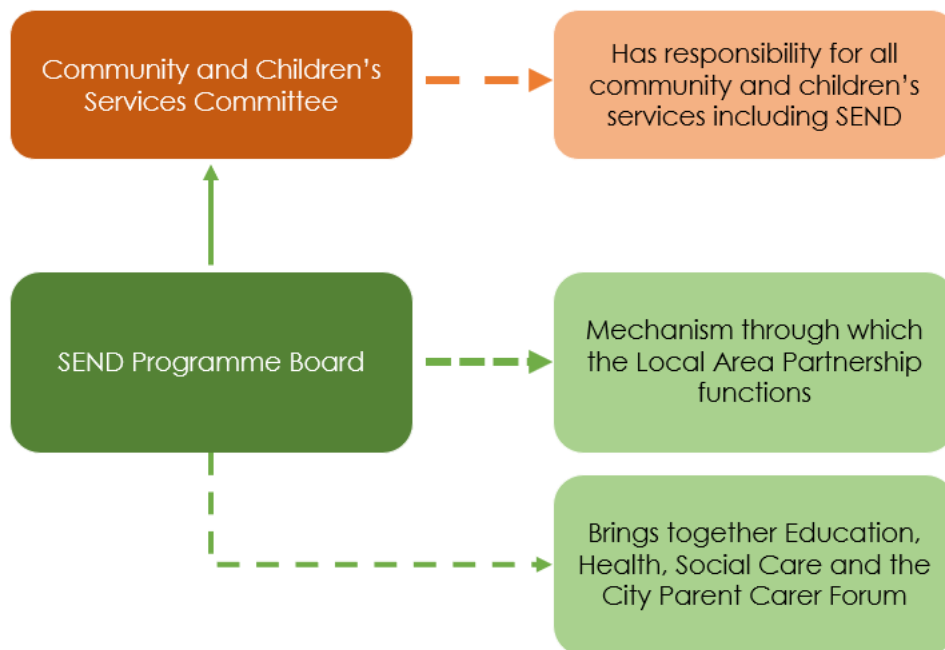 Community and Children’s
Services Committee
Has responsibility for all
community and children’s
services including SEND
SEND Programme Board
Mechanism through which
the Local Area Partnership
functions
Brings together Education,
Health, Social Care and the
City Parent Carer Forum